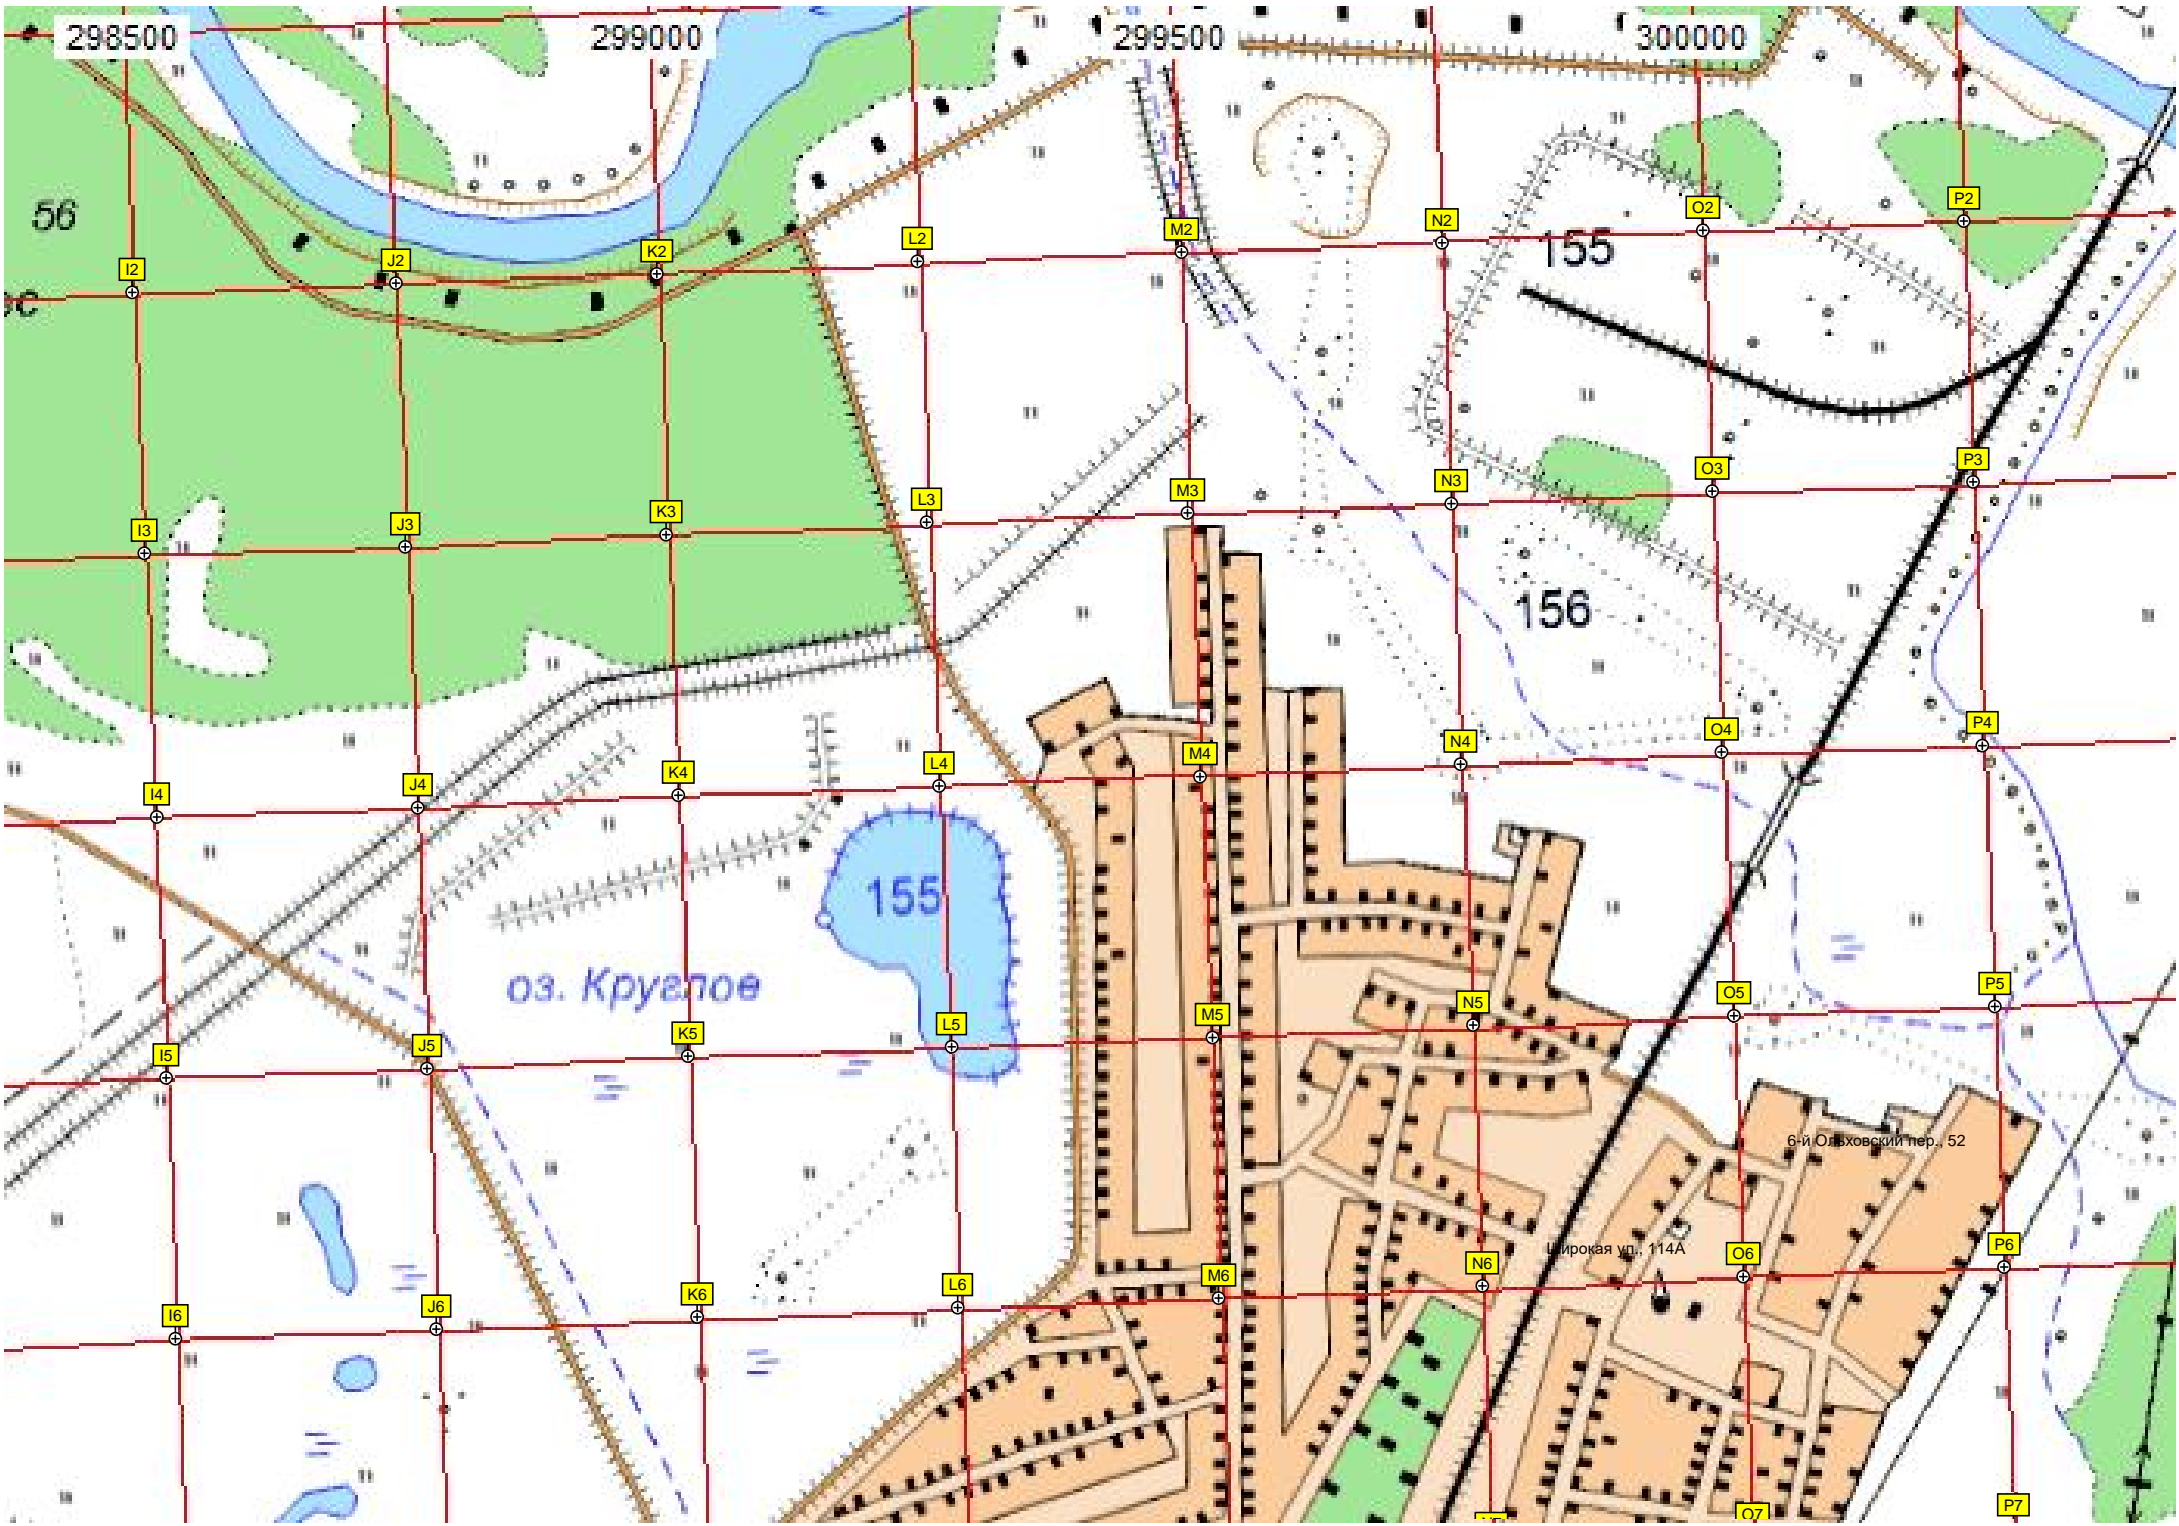 298500 299000 299500 300000
56
I2 J2 K2 L2 M2 N2 O2 P2
155
ес
I3 J3 K3 L3 M3 N3 O3 P3
156
I4 J4 K4 L4 M4 N4 O4 P4
155
оз. Круглое
I5 J5 K5 L5 M5 N5 O5 P5
6-й Ольховский пер., 52
Широкая ул., 114А
I6 J6 K6 L6 M6 N6 O6 P6
O7 P7